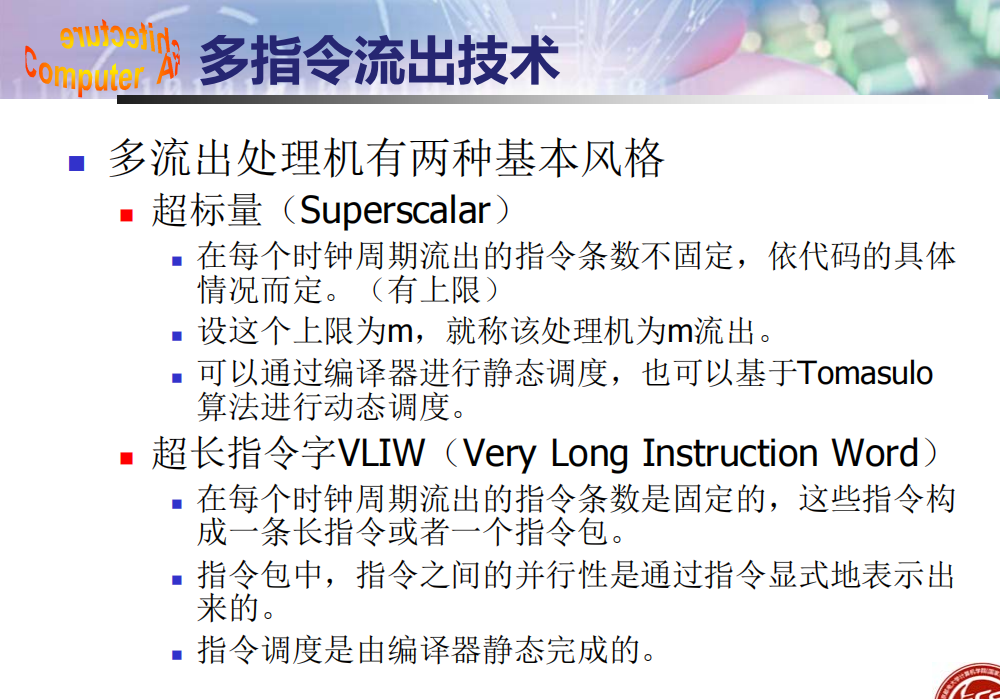 Computer Architecture
多指令流出技术
多流出处理机有两种基本风格
超标量（Superscalar）
在每个时钟周期流出的指令条数不固定，依代码的具体
情况而定。（有上限）
设这个上限为m，就称该处理机为m流出。
可以通过编译器进行静态调度，也可以基于Tomasulo
算法进行动态调度。
超长指令字VLIW（Very Long Instruction Word）
在每个时钟周期流出的指令条数是固定的，这些指令构
成一条长指令或者一个指令包。
指令包中，指令之间的并行性是通过指令显式地表示出
来的。
指令调度是由编译器静态完成的。